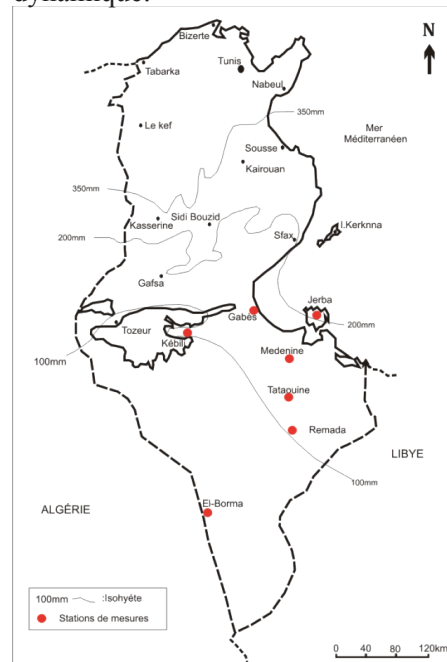 dynamique.
Bizerte
N
Tunis
Tabarka
Nabeul
350mm
Le kef
Mer
Méditerranéen
Sousse
Kairouan
350mm
Sidi Bouzid
Kasserine
I.Kerknna
200mm
Sfax
Gafsa
Jerba
Gabès
200mm
Tozeur
100mm
Kébili
Medenine
Tataouine
Remada
LIBYE
100mm
ALGÉRIE
El-Borma
100mm :Isohyéte
Stations de mesures
0 40 80 120km